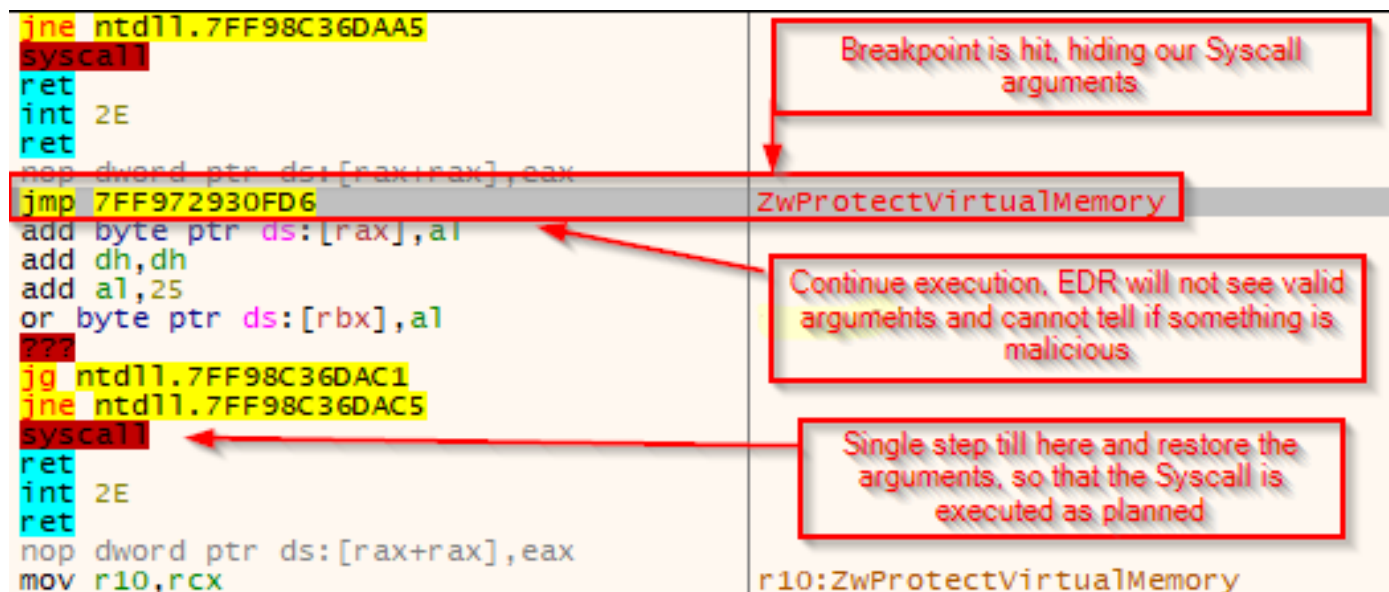 jne ntdll.7FF98C36DAA5
syscall
ret
int 2E
ret
nop dword ptr ds:[rax+rax],eax
jmp 7FF972930FD6
ZwProtectVirtualMemory
add byte ptr ds:[rax],al
add dh,dh
add al,25
or byte ptr ds:[rbx],al
???
jg ntdll.7FF98C36DAC1
jne ntdll.7FF98C36DAC5
syscall
ret
int 2E
ret
nop dword ptr ds:[rax+rax],eax
mov r10,rcx
r10:ZwProtectVirtualMemory
Breakpoint is hit, hiding our Syscall
arguments
Continue execution, EDR will not see valid
arguments and cannot tell if something is
malicious
Single step till here and restore the
arguments, so that the Syscall is
executed as planned